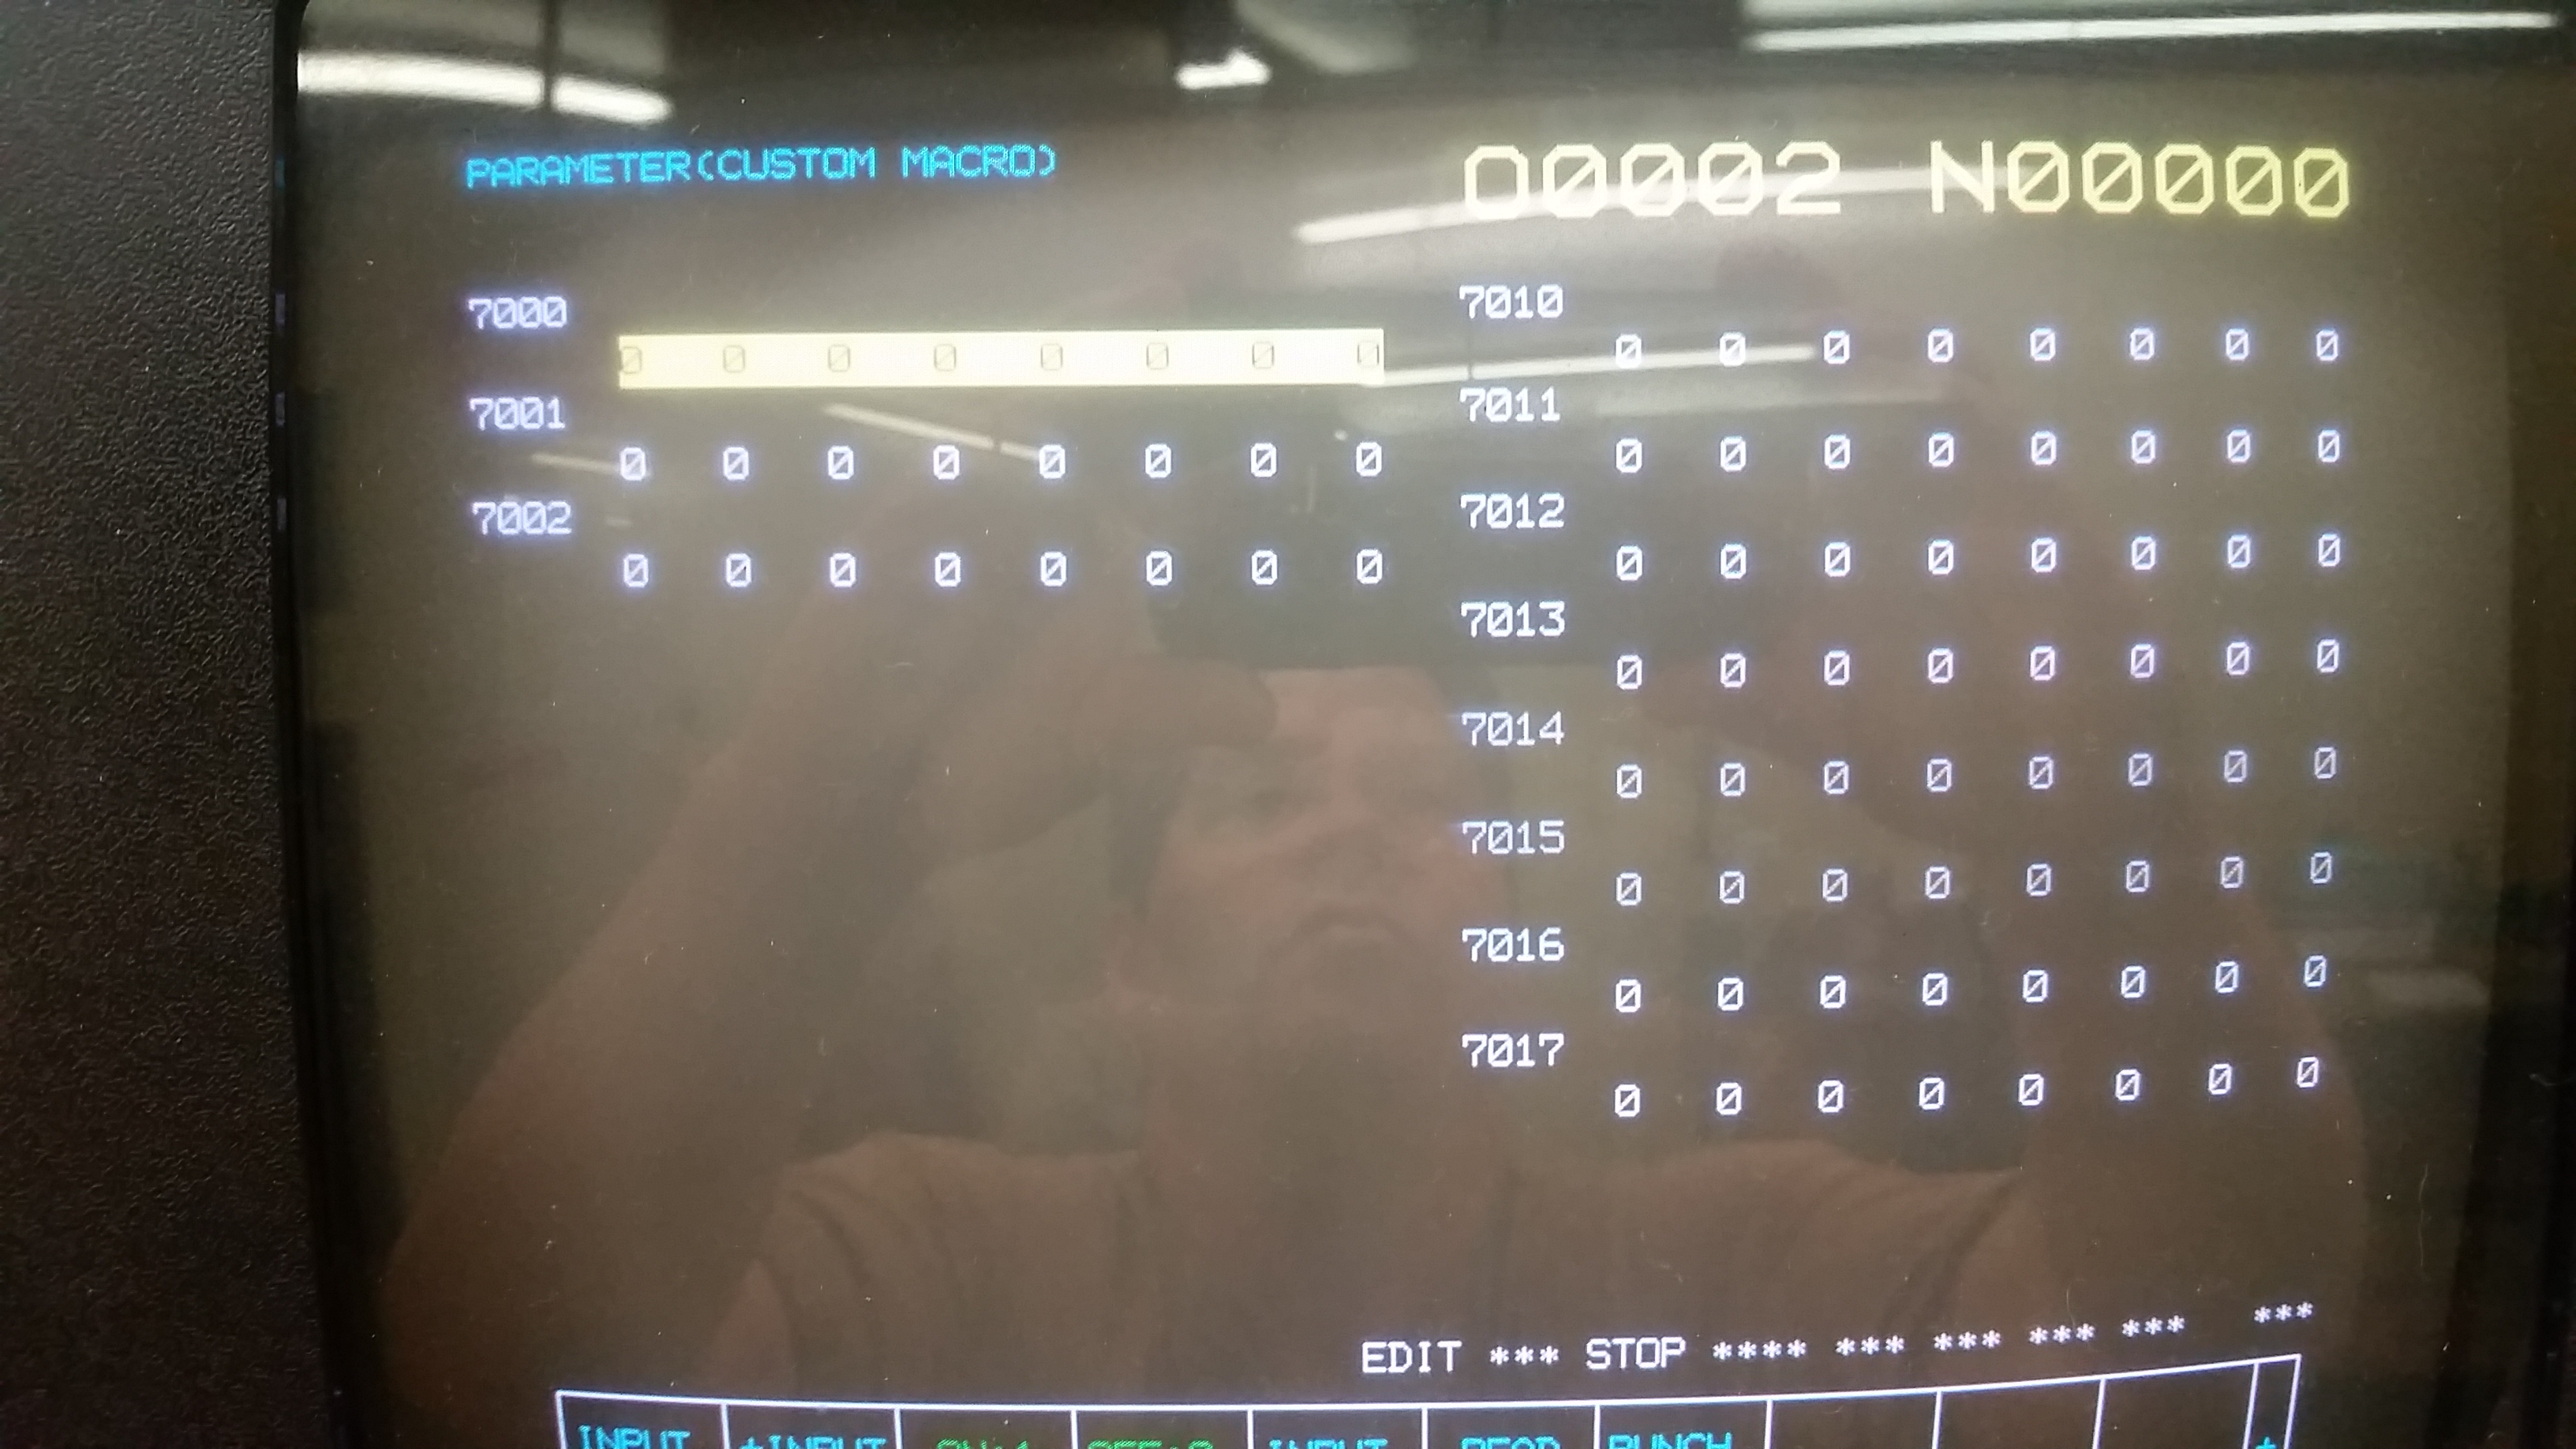 PARAMETER(CUSTOM MACRO) O0002 N00000
7000
0 0 0 0 0 0 0 0
7001
0 0 0 0 0 0 0 0
7002
0 0 0 0 0 0 0 0
7010
0 0 0 0 0 0 0 0
7011
0 0 0 0 0 0 0 0
7012
0 0 0 0 0 0 0 0
7013
0 0 0 0 0 0 0 0
7014
0 0 0 0 0 0 0 0
7015
0 0 0 0 0 0 0 0
7016
0 0 0 0 0 0 0 0
7017
0 0 0 0 0 0 0 0
EDIT *** STOP **** *** *** *** *** ***
INPUT +INPUT ON:1 OFF:0 INPUT READ PUNCH +